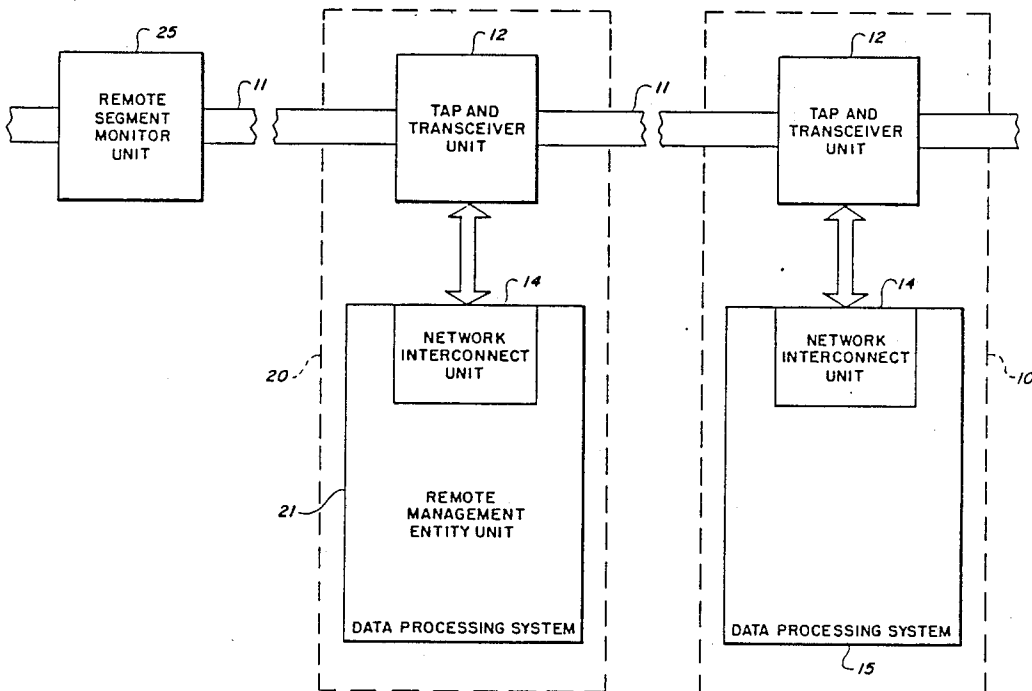 25
12
12
11
11
REMOTE
SEGMENT
MONITOR
UNIT
TAP AND
TRANSCEIVER
UNIT
TAP AND
TRANSCEIVER
UNIT
14
14
NETWORK
INTERCONNECT
UNIT
NETWORK
INTERCONNECT
UNIT
20
10
21
REMOTE
MANAGEMENT
ENTITY UNIT
DATA PROCESSING SYSTEM
DATA PROCESSING SYSTEM
15